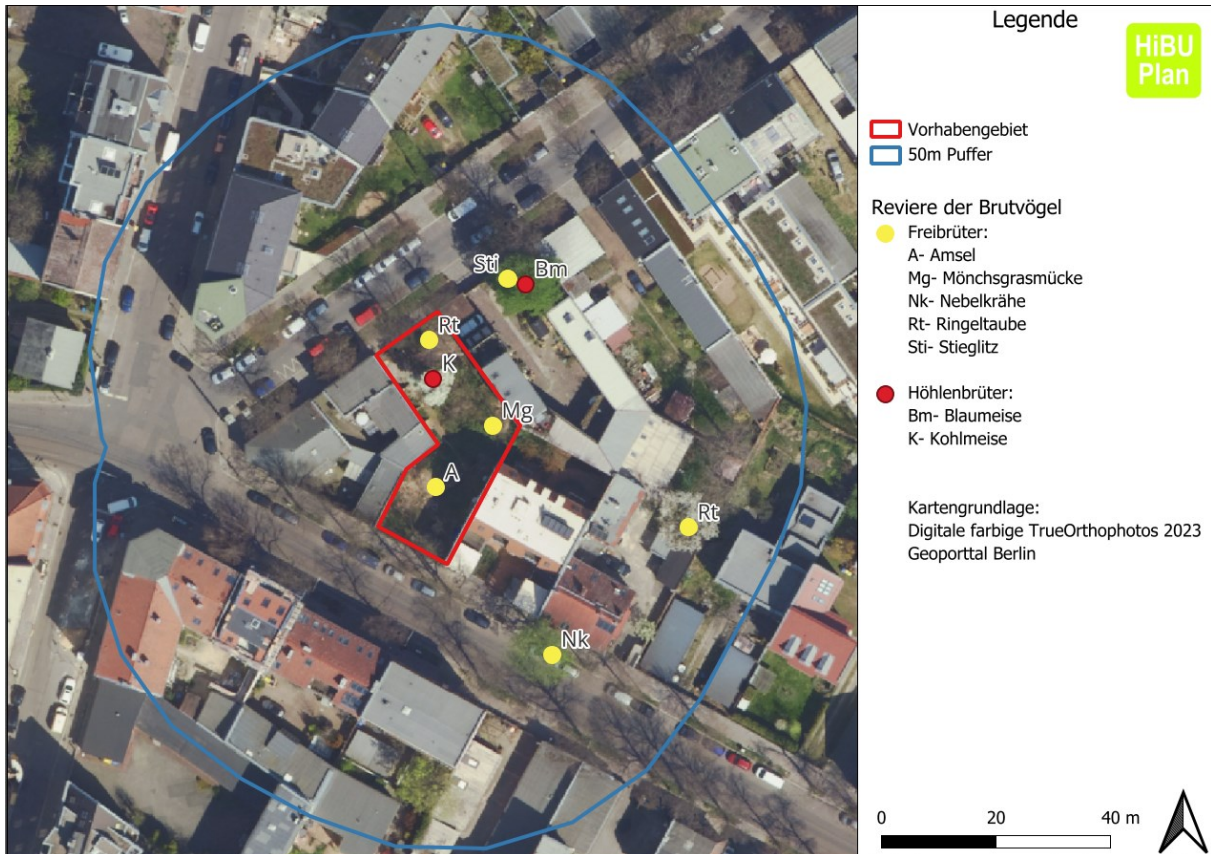 Legende
HiBU
Plan
Vorhabengebiet
50m Puffer
Reviere der Brutvögel
Freibrüter:
A- Amsel
Mg- Mönchsgrasmücke
Nk- Nebelkrähe
Rt- Ringeltaube
Sti- Stieglitz
Höhlenbrüter:
Bm- Blaumeise
K- Kohlmeise
Kartengrundlage:
Digitale farbige TrueOrthophotos 2023
Geoporttal Berlin
0 20 40 m
Sti
Bm
Rt
K
Mg
A
Rt
Nk